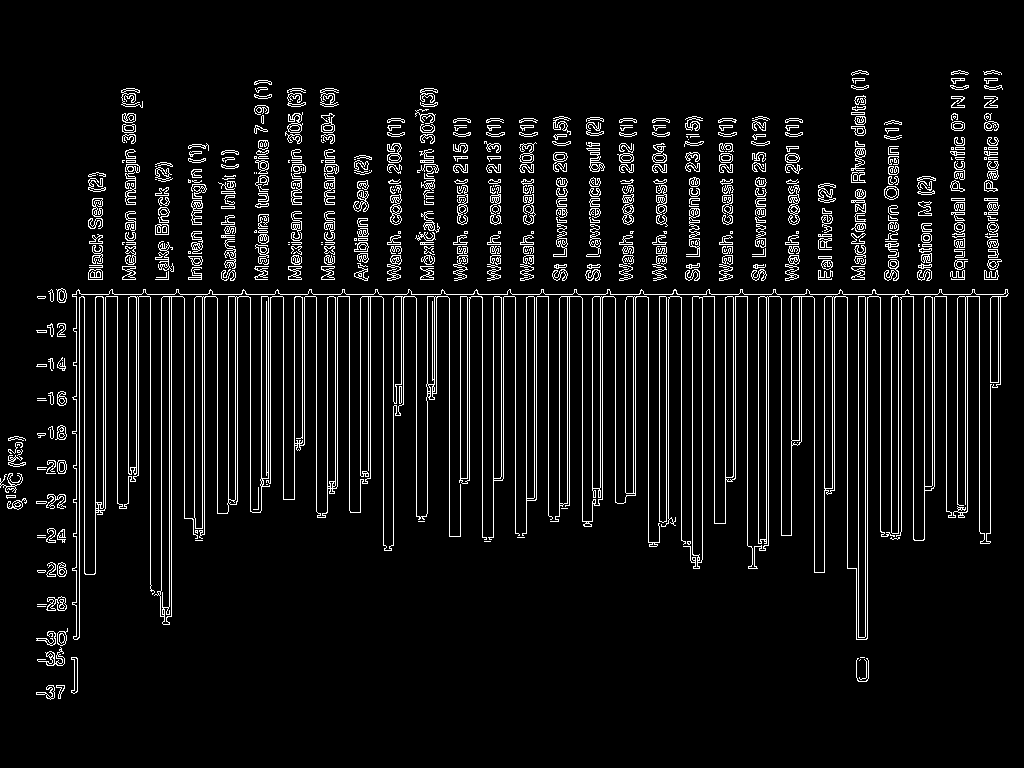 Black Sea (2)
Mexican margin 306 (3)
Lake Brock (2)
Indian margin (1)
Saanish Inlet (1)
Madeira turbidite 7–9 (1)
Mexican margin 305 (3)
Mexican margin 304 (3)
Arabian Sea (2)
Wash. coast 205 (1)
Mexican margin 303 (3)
Wash. coast 215 (1)
Wash. coast 213 (1)
Wash. coast 203 (1)
St Lawrence 20 (15)
St Lawrence gulf (2)
Wash. coast 202 (1)
Wash. coast 204 (1)
St Lawrence 23 (15)
Wash. coast 206 (1)
St Lawrence 25 (12)
Wash. coast 201 (1)
Eel River (2)
MacKenzie River delta (1)
Southern Ocean (1)
Station M (2)
Equatorial Pacific 0° N (1)
Equatorial Pacific 9° N (1)
–10
–12
–14
–16
–18
–20
–22
–24
–26
–28
–30
–35
–37
δ13C (‰)